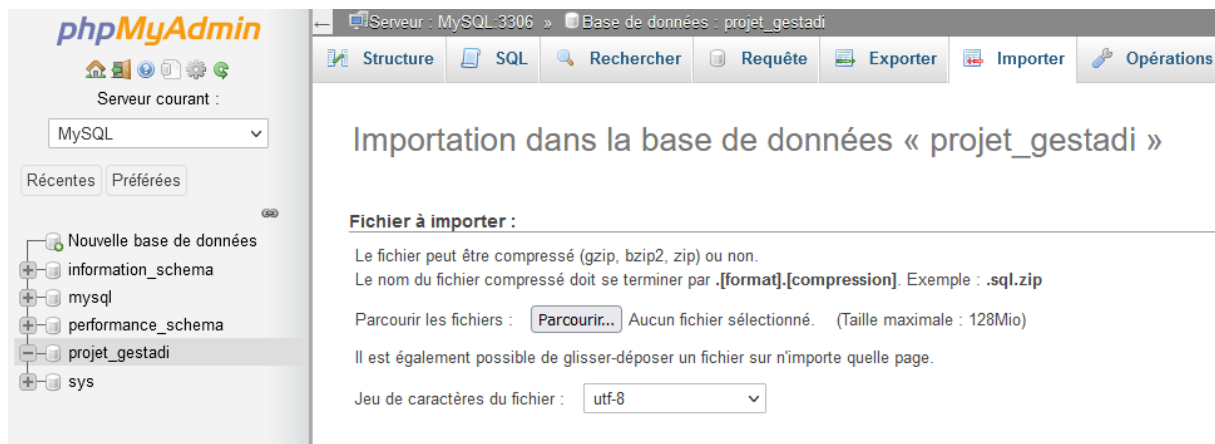 phpMyAdmin
Serveur courant :
MySQL
Récentes Préférées
Nouvelle base de données
information_schema
mysql
performance_schema
projet_gestadi
sys
Serveur : MySQL:3306 » Base de données : projet_gestadi
Structure SQL Rechercher Requête Exporter Importer Opérations
Importation dans la base de données « projet_gestadi »
Fichier à importer :
Le fichier peut être compressé (gzip, bzip2, zip) ou non.
Le nom du fichier compressé doit se terminer par .[format].[compression]. Exemple : .sql.zip
Parcourir les fichiers : Parcourir... Aucun fichier sélectionné. (Taille maximale : 128Mio)
Il est également possible de glisser-déposer un fichier sur n'importe quelle page.
Jeu de caractères du fichier : utf-8